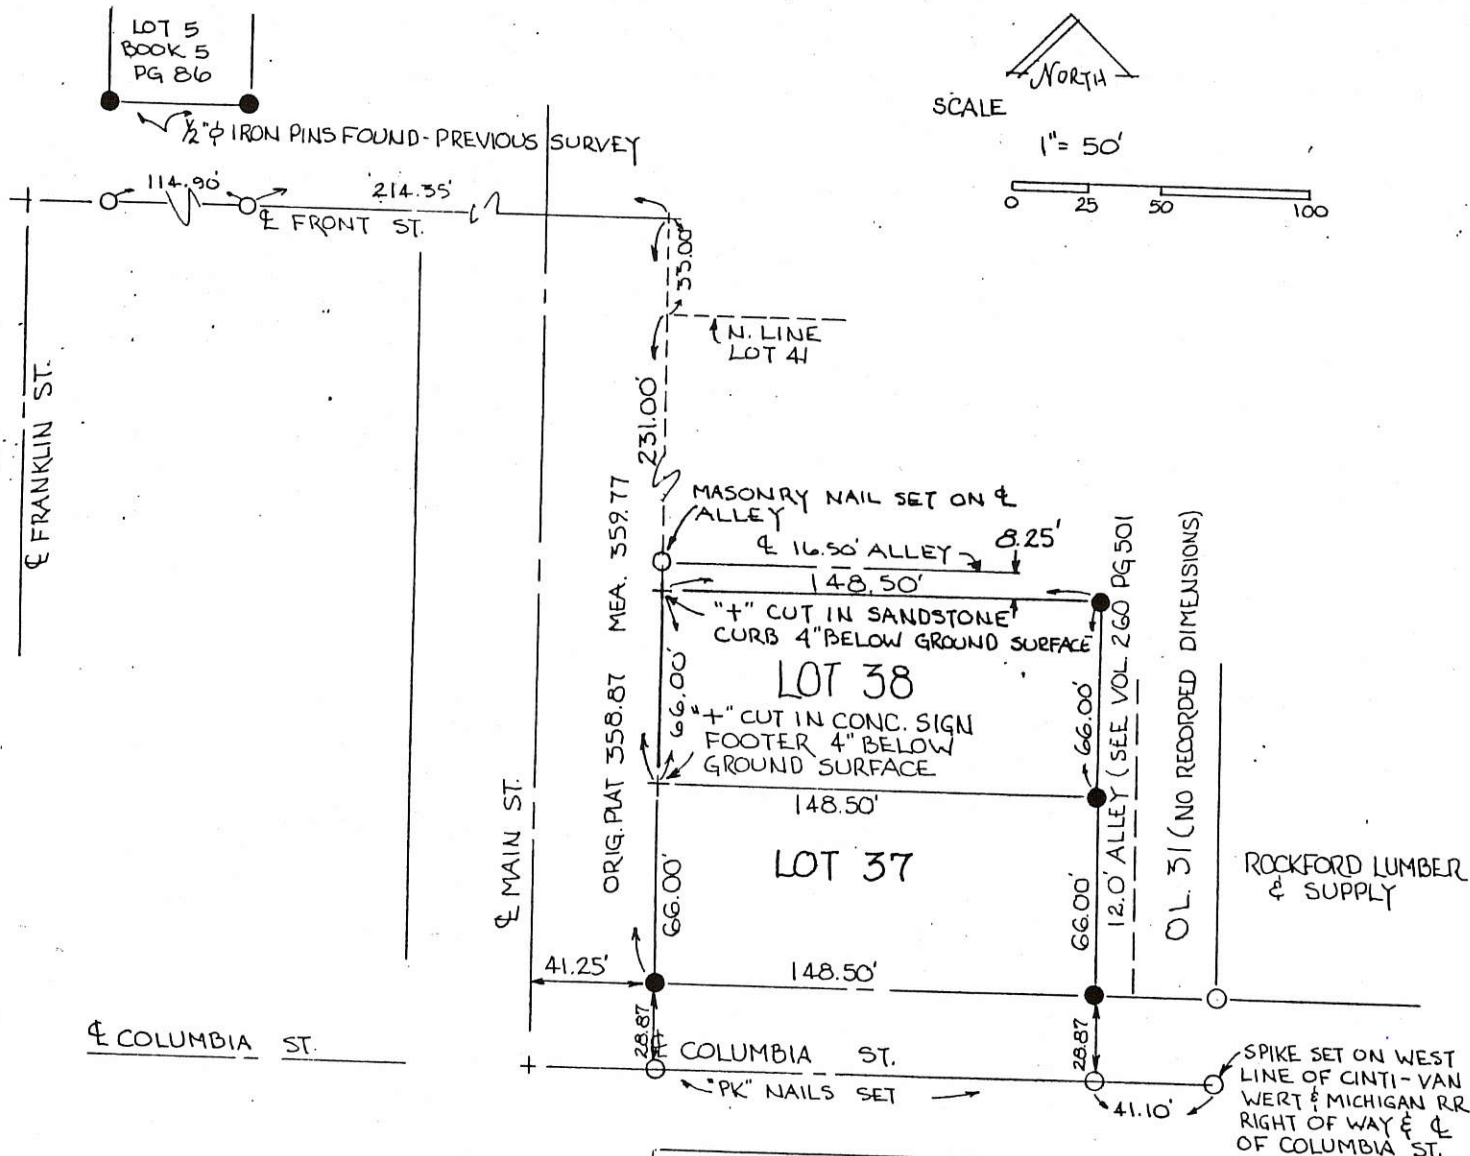 LOT 5
BOOK 5
PG 86
½"⌀ IRON PINS FOUND-PREVIOUS SURVEY
NORTH
SCALE
1"= 50'
0 25 50 100
114.90'
214.35'
℄ FRONT ST.
33.00'
N. LINE
LOT 41
231.00'
℄ FRANKLIN ST.
MASONRY NAIL SET ON ℄
ALLEY
℄ 16.50' ALLEY
8.25'
148.50'
"+" CUT IN SANDSTONE
CURB 4" BELOW GROUND SURFACE
LOT 38
66.00'
66.00'
"+" CUT IN CONC. SIGN
FOOTER 4" BELOW
GROUND SURFACE
148.50'
ORIG. PLAT 358.87 MEA. 359.77
℄ MAIN ST.
LOT 37
66.00'
66.00'
12.0' ALLEY (SEE VOL. 260 PG 501
O.L. 31 (NO RECORDED DIMENSIONS)
ROCKFORD LUMBER
& SUPPLY
41.25'
148.50'
28.87
28.87
℄ COLUMBIA ST.
℄ COLUMBIA ST.
"PK" NAILS SET
41.10'
SPIKE SET ON WEST
LINE OF CINTI-VAN
WERT & MICHIGAN RR
RIGHT OF WAY & ℄
OF COLUMBIA ST.